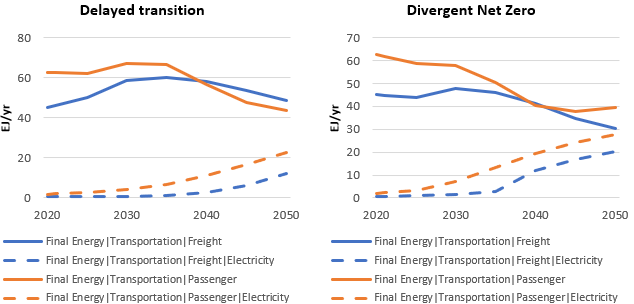 Delayed transition
80
60
40
20
0
EJ/yr
2020 2030 2040 2050
Final Energy|Transportation|Freight
Final Energy|Transportation|Freight|Electricity
Final Energy|Transportation|Passenger
Final Energy|Transportation|Passenger|Electricity
Divergent Net Zero
70
60
50
40
30
20
10
0
EJ/yr
2020 2030 2040 2050
Final Energy|Transportation|Freight
Final Energy|Transportation|Freight|Electricity
Final Energy|Transportation|Passenger
Final Energy|Transportation|Passenger|Electricity